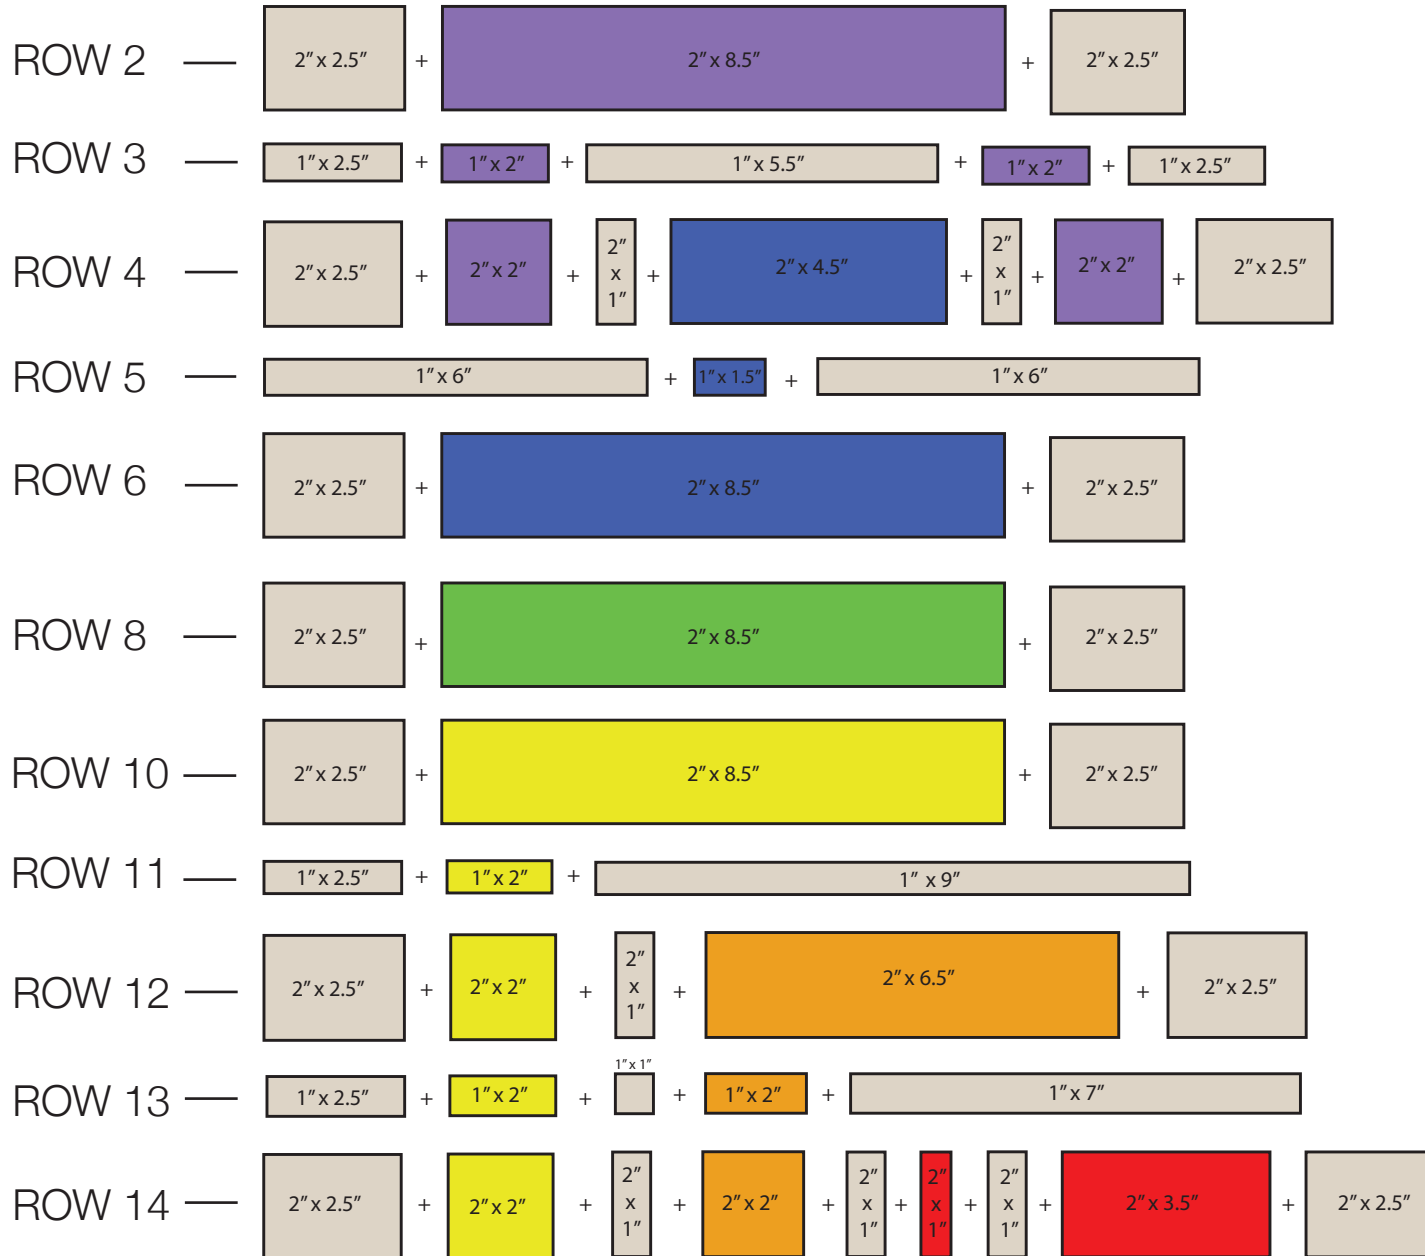 ROW 2 — 2” x 2.5” + 2” x 8.5” + 2” x 2.5”
ROW 3 — 1” x 2.5” + 1” x 2” + 1” x 5.5” + 1” x 2” + 1” x 2.5”
ROW 4 — 2” x 2.5” + 2” x 2” + 2” x 1” + 2” x 4.5” + 2” x 1” + 2” x 2” + 2” x 2.5”
ROW 5 — 1” x 6” + 1” x 1.5” + 1” x 6”
ROW 6 — 2” x 2.5” + 2” x 8.5” + 2” x 2.5”
ROW 8 — 2” x 2.5” + 2” x 8.5” + 2” x 2.5”
ROW 10 — 2” x 2.5” + 2” x 8.5” + 2” x 2.5”
ROW 11 — 1” x 2.5” + 1” x 2” + 1” x 9”
ROW 12 — 2” x 2.5” + 2” x 2” + 2” x 1” + 2” x 6.5” + 2” x 2.5”
ROW 13 — 1” x 2.5” + 1” x 2” + 1” x 1” + 1” x 2” + 1” x 7”
ROW 14 — 2” x 2.5” + 2” x 2” + 2” x 1” + 2” x 2” + 2” x 1” + 2” x 1” + 2” x 1” + 2” x 3.5” + 2” x 2.5”